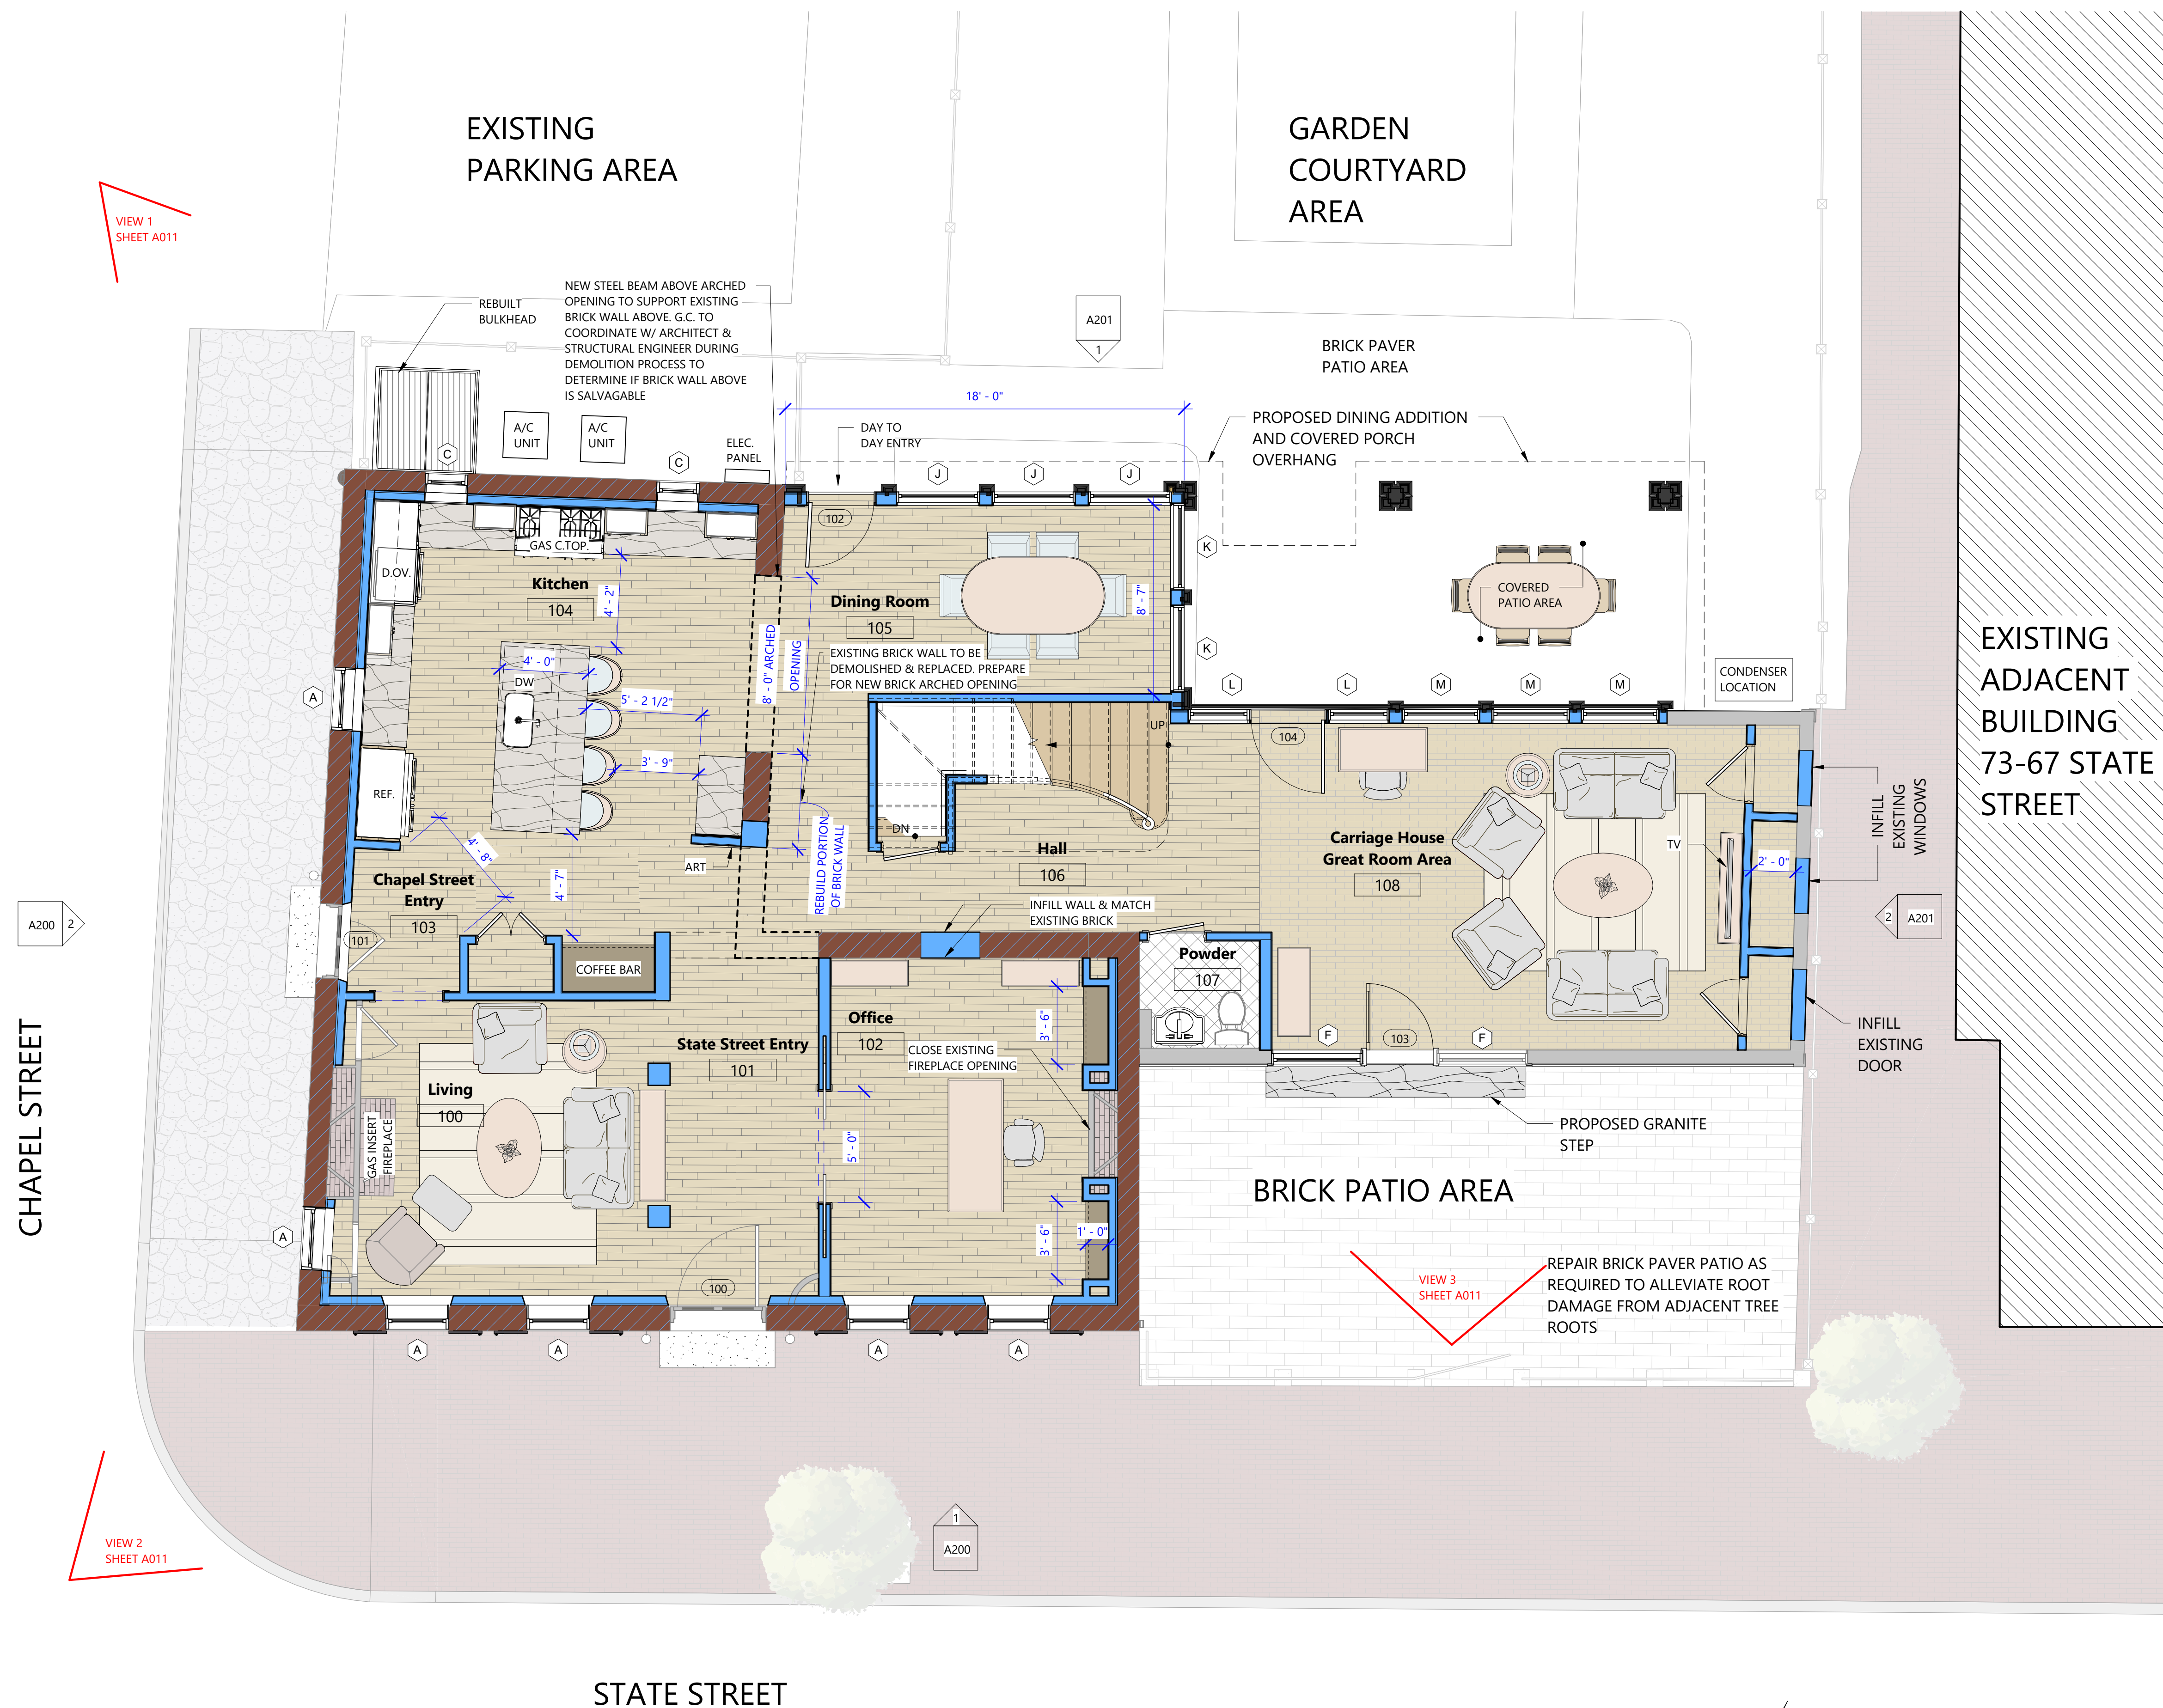 EXISTING
PARKING AREA
GARDEN
COURTYARD
AREA
VIEW 1
SHEET A011
REBUILT
BULKHEAD
NEW STEEL BEAM ABOVE ARCHED
OPENING TO SUPPORT EXISTING
BRICK WALL ABOVE. G.C. TO
COORDINATE W/ ARCHITECT &
STRUCTURAL ENGINEER DURING
DEMOLITION PROCESS TO
DETERMINE IF BRICK WALL ABOVE
IS SALVAGABLE
A201
1
BRICK PAVER
PATIO AREA
18' - 0"
PROPOSED DINING ADDITION
AND COVERED PORCH
OVERHANG
A/C
UNIT
A/C
UNIT
ELEC.
PANEL
DAY TO
DAY ENTRY
C
C
J
J
J
102
GAS C.TOP.
D.OV.
Kitchen
104
4' - 2"
Dining Room
105
8' - 7"
K
K
COVERED
PATIO AREA
8' - 0" ARCHED
OPENING
EXISTING BRICK WALL TO BE
DEMOLISHED & REPLACED. PREPARE
FOR NEW BRICK ARCHED OPENING
4' - 0"
DW
5' - 2 1/2"
3' - 9"
A
L
L
M
M
M
CONDENSER
LOCATION
EXISTING
ADJACENT
BUILDING
73-67 STATE
STREET
UP
104
REF.
DN
4' - 8"
4' - 7"
ART
REBUILD PORTION
OF BRICK WALL
Hall
106
Carriage House
Great Room Area
108
TV
2' - 0"
INFILL
EXISTING
WINDOWS
Chapel Street
Entry
103
101
A200
2
2
A201
INFILL WALL & MATCH
EXISTING BRICK
COFFEE BAR
Powder
107
Office
102
3' - 6"
State Street Entry
101
CLOSE EXISTING
FIREPLACE OPENING
F
103
F
INFILL
EXISTING
DOOR
Living
100
GAS INSERT
FIREPLACE
5' - 0"
PROPOSED GRANITE
STEP
CHAPEL STREET
BRICK PATIO AREA
3' - 6"
1' - 0"
A
100
VIEW 3
SHEET A011
REPAIR BRICK PAVER PATIO AS
REQUIRED TO ALLEVIATE ROOT
DAMAGE FROM ADJACENT TREE
ROOTS
A
A
A
A
VIEW 2
SHEET A011
1
A200
STATE STREET